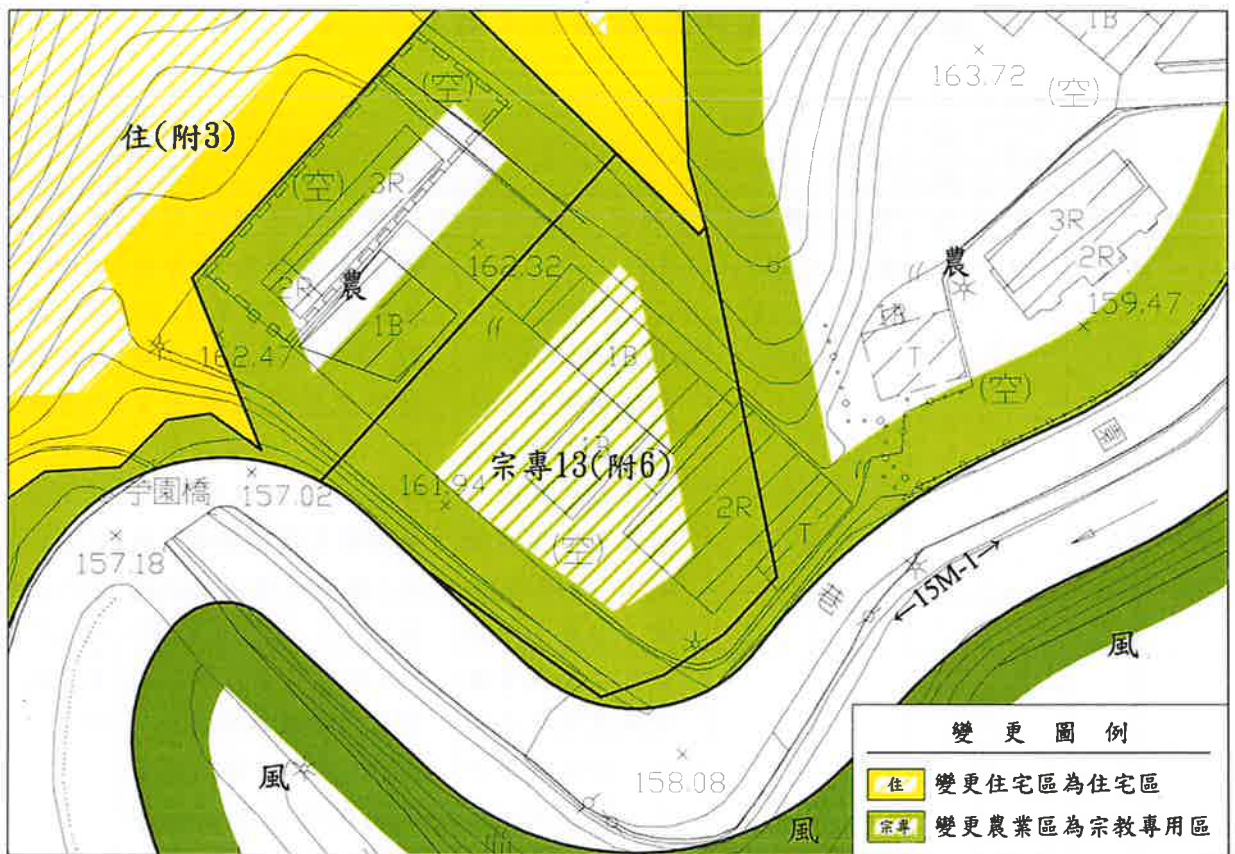 1B
163.72
(空)
(空)
住(附3)
(空)
3R
3R
農
2R
162.32
農
2R
1B
159.47
1B
162.47
1B
T
(空)
宗專13(附6)
161.94
2R
園橋
157.02
(空)
T
157.18
←15M-1→
巷
風
變更圖例
158.08
風
住 變更住宅區為住宅區
宗專 變更農業區為宗教專用區
風